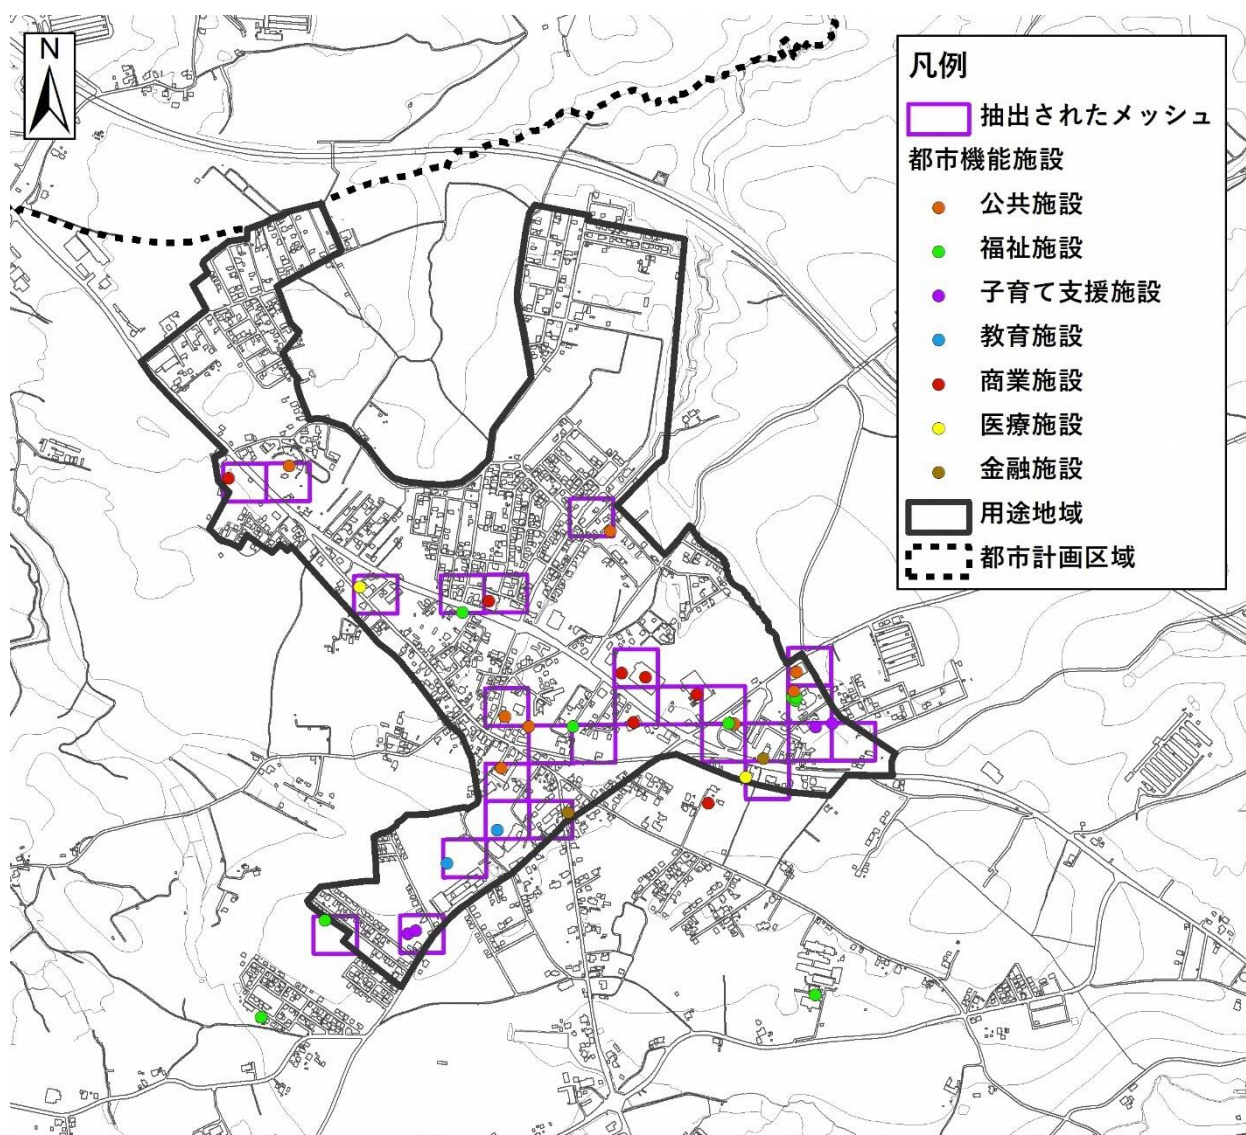 N
凡例
抽出されたメッシュ
都市機能施設
公共施設
福祉施設
子育て支援施設
教育施設
商業施設
医療施設
金融施設
用途地域
都市計画区域